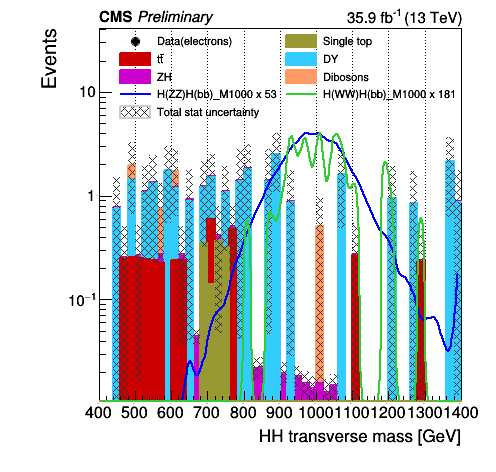 CMS Preliminary 35.9 fb⁻¹ (13 TeV)
Events
Data(electrons) Single top
tt̄ DY
ZH Dibosons
H(ZZ)H(bb)_M1000 x 53 H(WW)H(bb)_M1000 x 181
Total stat uncertainty
10
1
10⁻¹
400 500 600 700 800 900 1000 1100 1200 1300 1400
HH transverse mass [GeV]